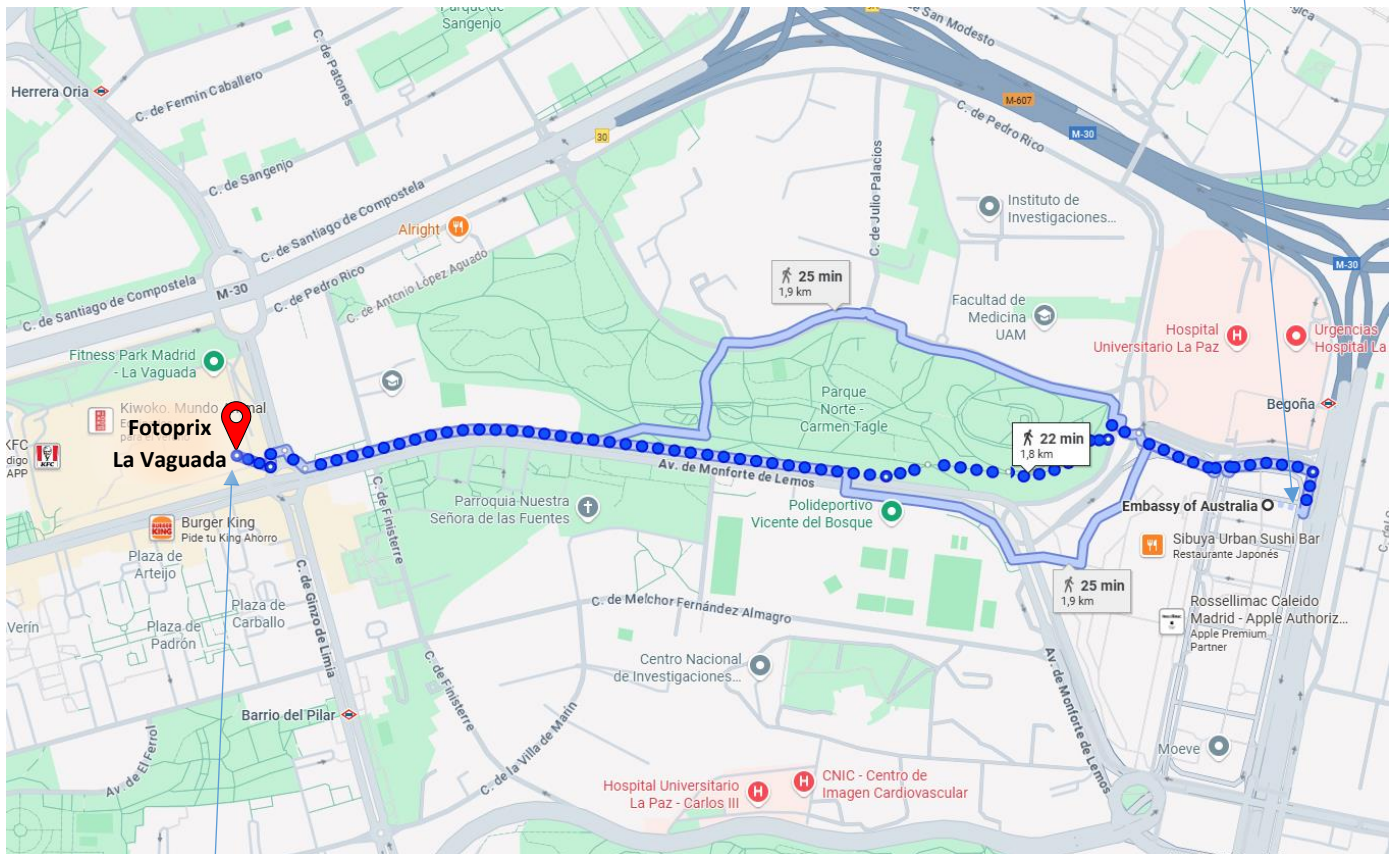 Parque de
Sangenjo
San Modesto
Herrera Oria
C. de Patones
C. de Fermin Caballero
M-607
30
M-30
C. de Pedro Rico
C. de Sangenjo
C. de Julio Palacios
Instituto de
Investigaciones...
C. de Santiago de Compostela
Alright
C. de Pedro Rico
C. de Antonio López Aguado
25 min
1,9 km
M-30
M-30
C. de Santiago de Compostela
Facultad de
Medicina
UAM
Hospital
Universitario La Paz
Urgencias
Hospital La
Fitness Park Madrid
- La Vaguada
Parque
Norte -
Carmen Tagle
Begoña
Kiwoko. Mundo
Fotoprix
La Vaguada
KFC
digo
APP
KFC
22 min
1,8 km
Av. de Monforte de Lemos
Parroquia Nuestra
Señora de las Fuentes
Polideportivo
Vicente del Bosque
Embassy of Australia
Burger King
Pide tu King Ahorro
BURGER
KING
C. de Finisterre
Sibuya Urban Sushi Bar
Restaurante Japonés
Plaza de
Arteijo
25 min
1,9 km
C. de Ginzo de Limia
Plaza de
Carballo
C. de Melchor Fernández Almagro
Rossellimac Caleido
Madrid - Apple Authoriz...
Apple Premium
Partner
Verín
Plaza de
Padrón
Centro Nacional
de Investigaciones...
C. de Finisterre
Av. de Monforte de Lemos
Barrio del Pilar
Moeve
Av. de El Ferrol
C. de la Villa de Marín
Hospital Universitario
La Paz - Carlos III
CNIC - Centro de
Imagen Cardiovascular